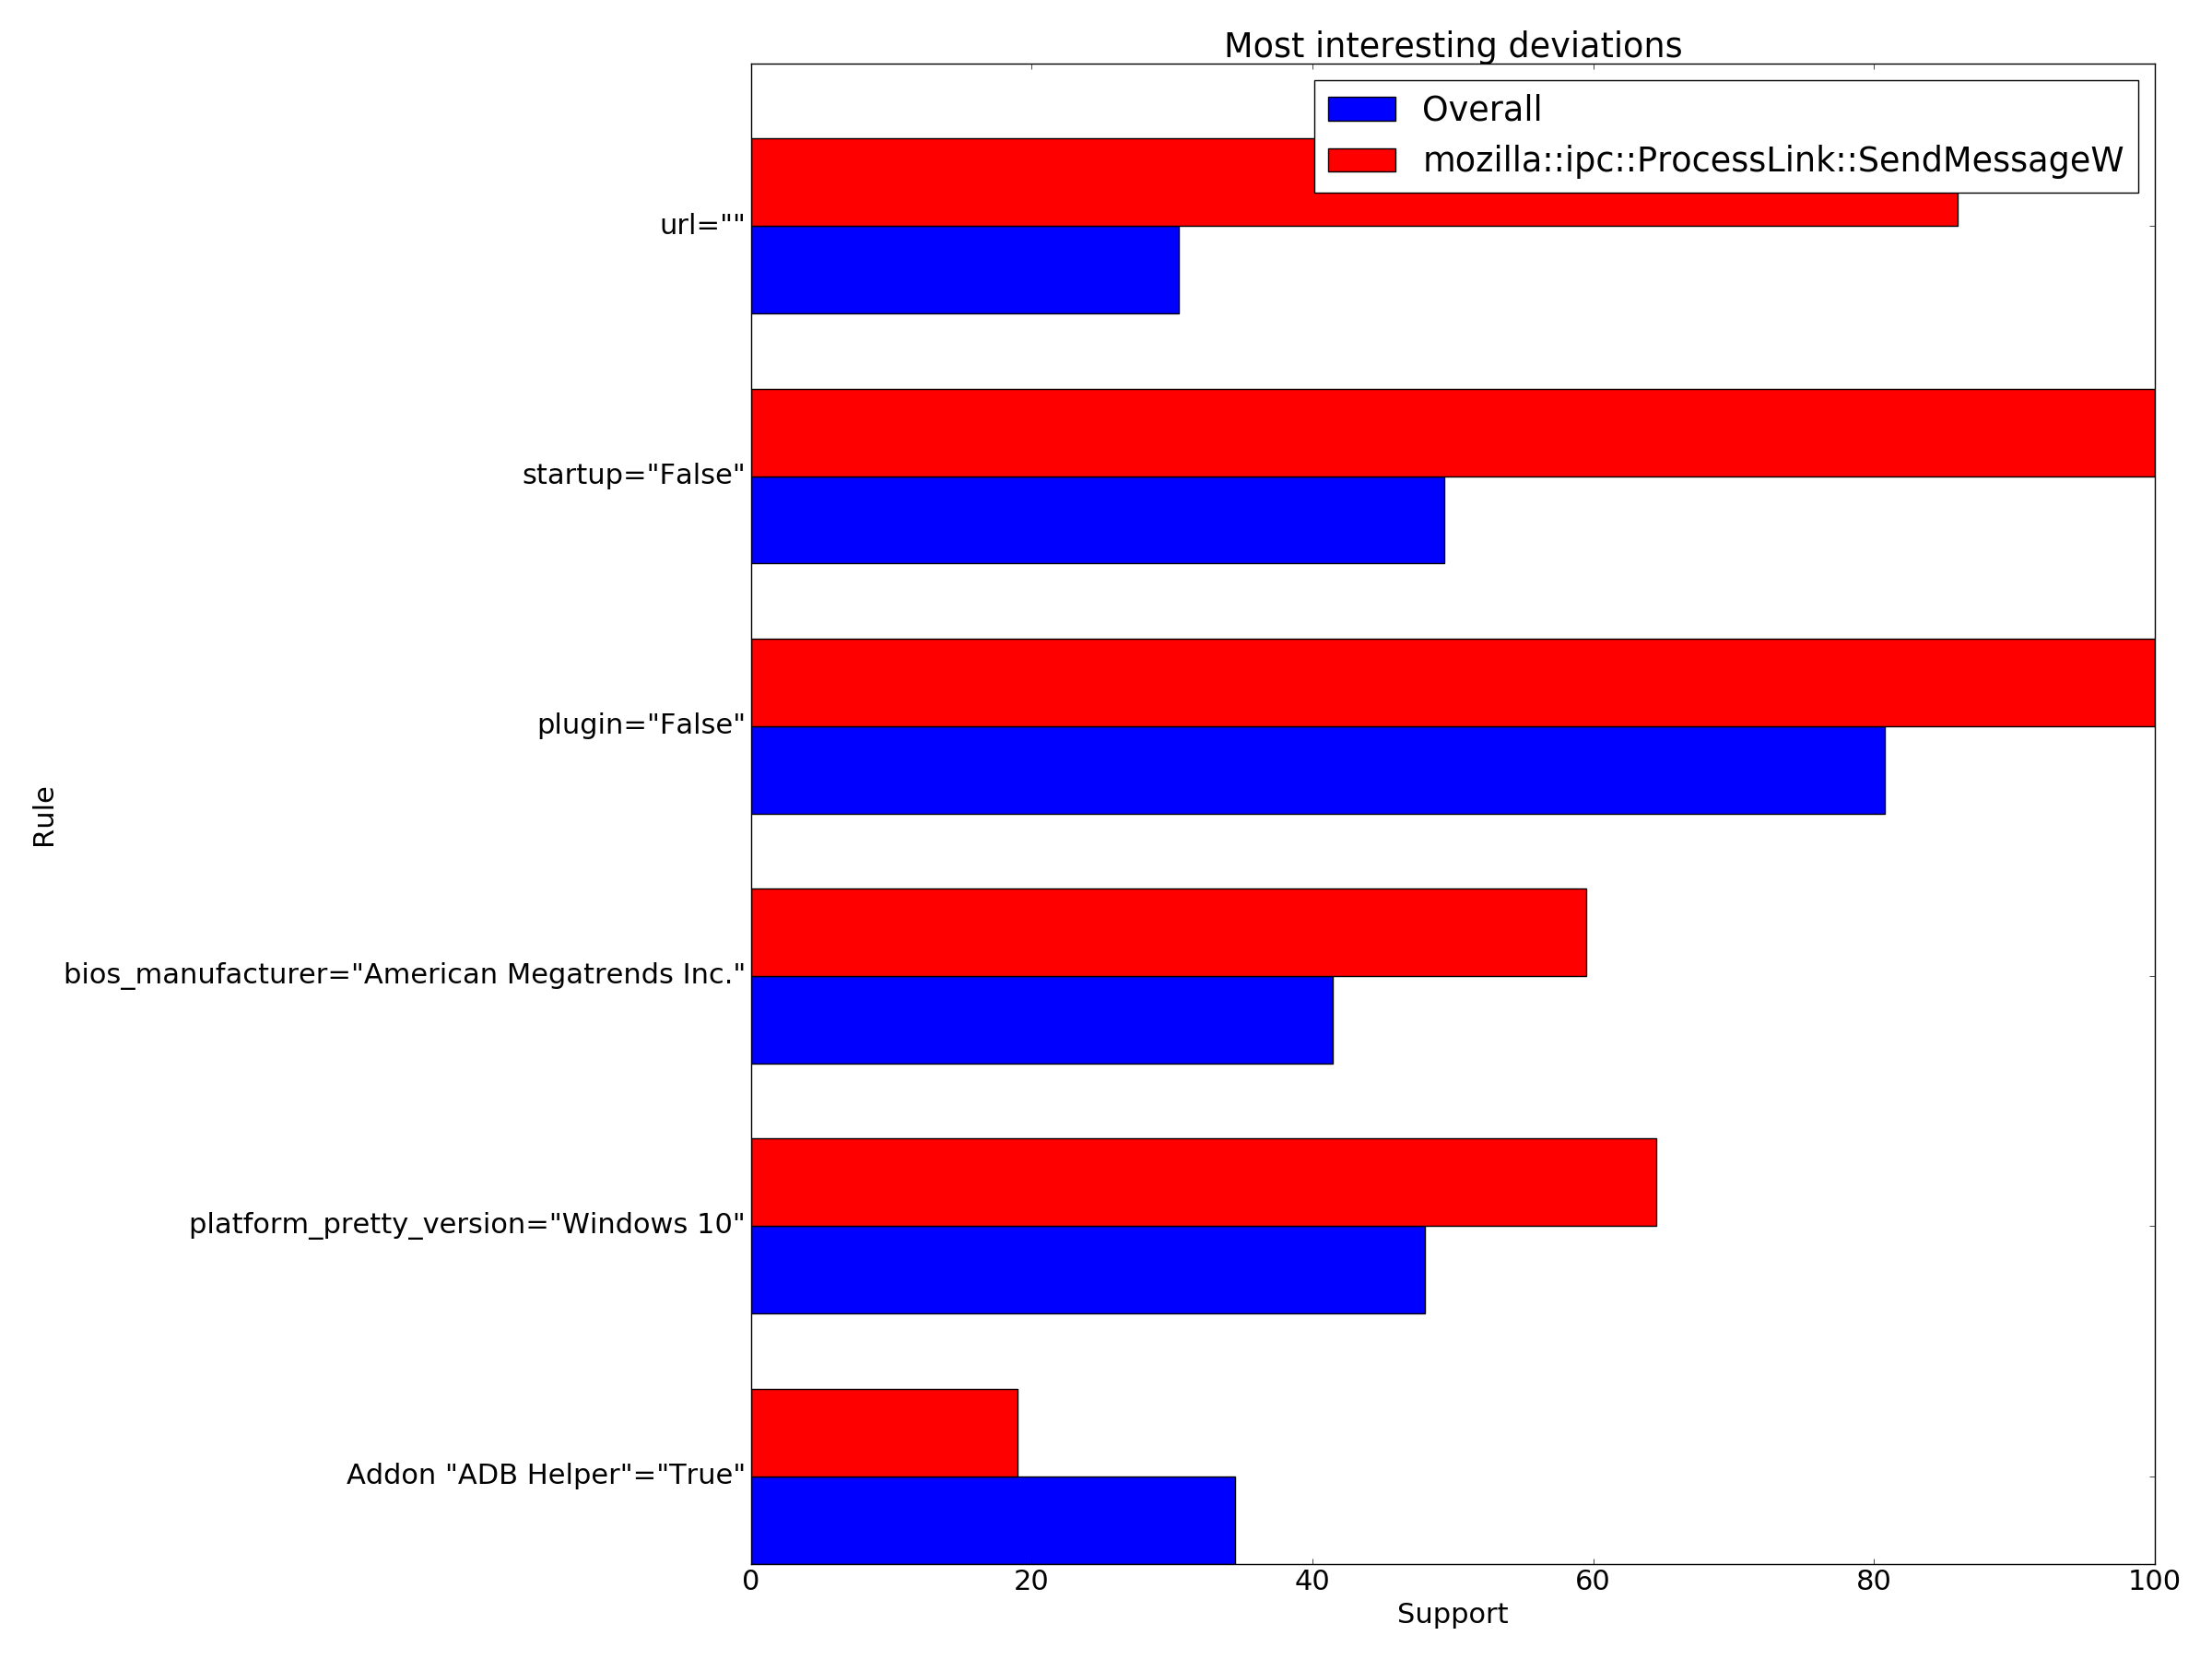 Most interesting deviations
Overall
mozilla::ipc::ProcessLink::SendMessageW
url=""
startup="False"
plugin="False"
Rule
bios_manufacturer="American Megatrends Inc."
platform_pretty_version="Windows 10"
Addon "ADB Helper"="True"
0 20 40 60 80 100
Support